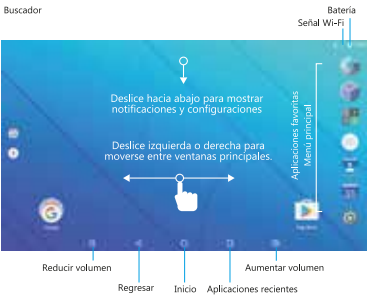 Buscador
Batería
Señal Wi-Fi
Deslice hacia abajo para mostrar
notificaciones y configuraciones
Deslice izquierda o derecha para
moverse entre ventanas principales.
Aplicaciones favoritas
Menú principal
Reducir volumen
Aumentar volumen
Regresar
Inicio
Aplicaciones recientes